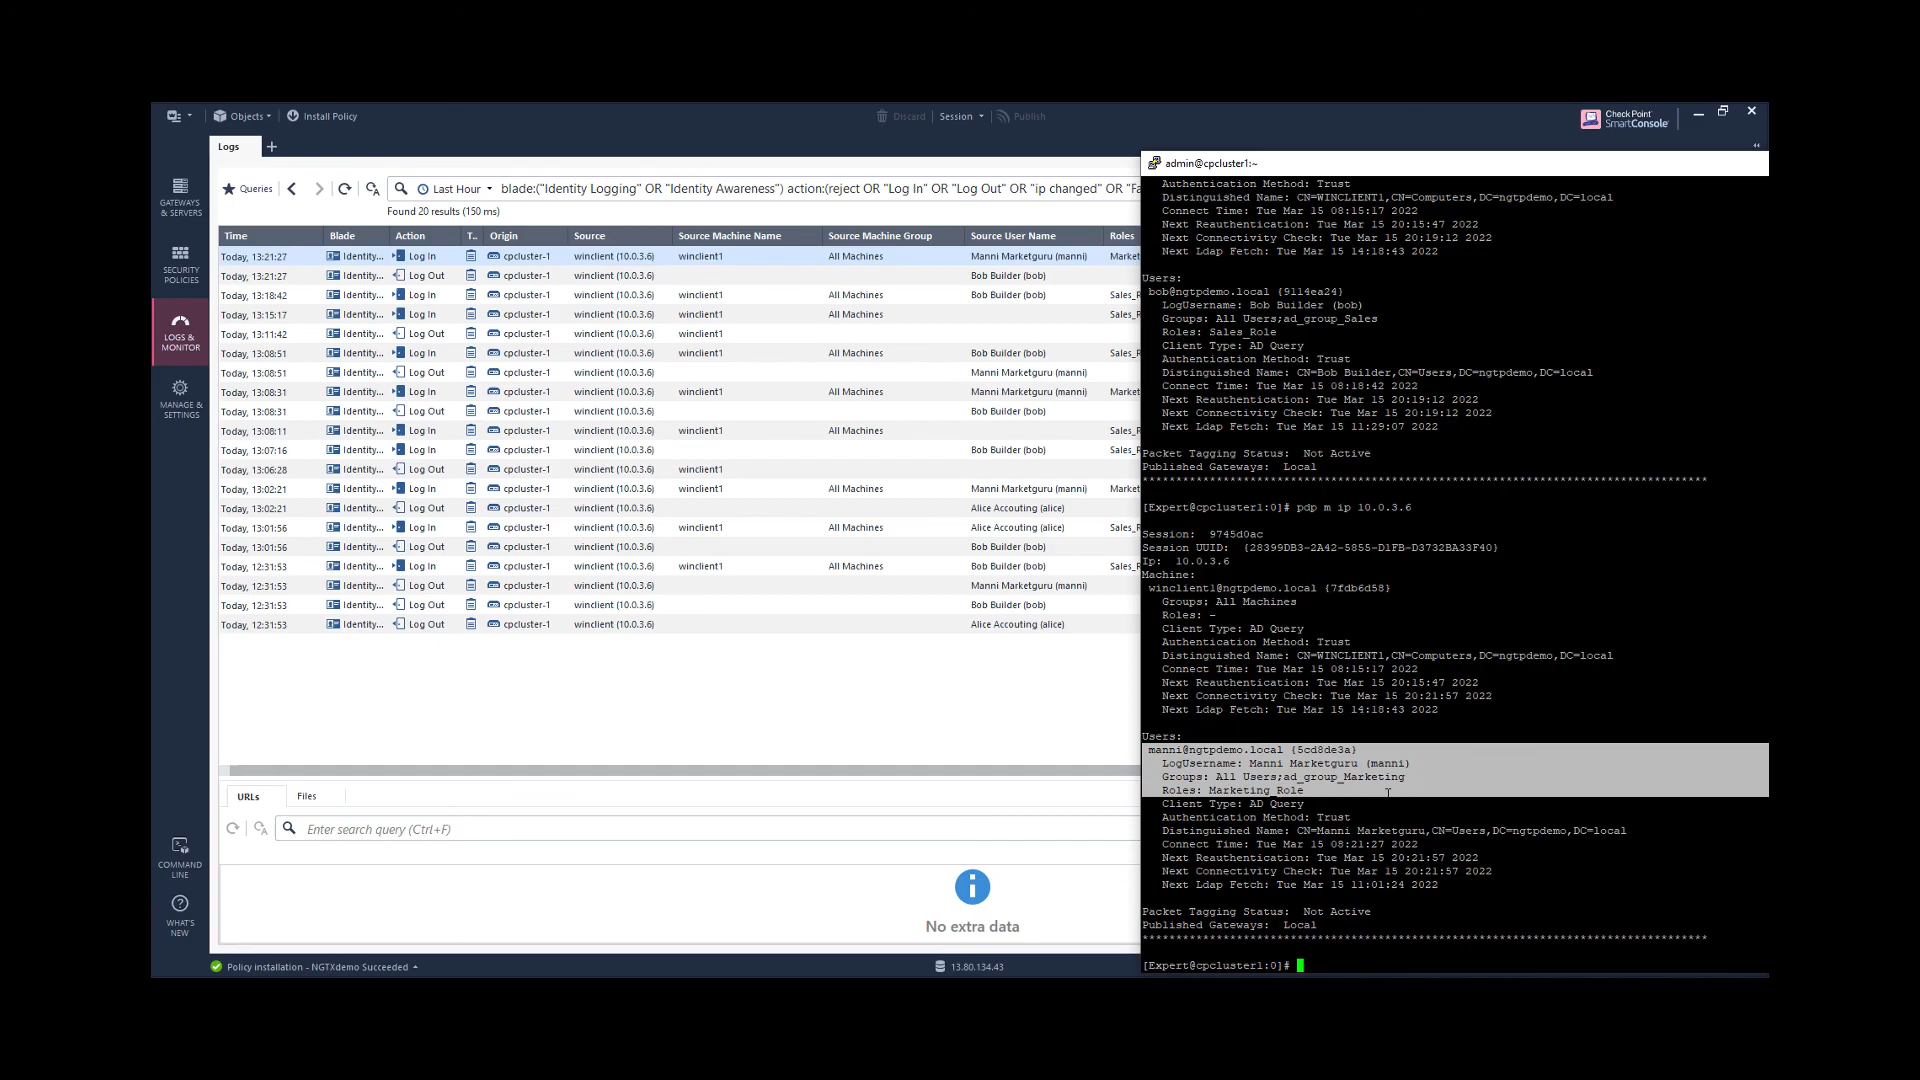 Objects
Install Policy
Discard
Session
Publish
Check Point
SmartConsole
Logs
GATEWAYS
& SERVERS
SECURITY
POLICIES
LOGS &
MONITOR
MANAGE &
SETTINGS
COMMAND
LINE
WHAT'S
NEW
Queries
Last Hour
blade:("Identity Logging" OR "Identity Awareness") action:(reject OR "Log In" OR "Log Out" OR "ip changed" OR "Fa
Found 20 results (150 ms)
Time Blade Action T.. Origin Source Source Machine Name Source Machine Group Source User Name Roles
Today, 13:21:27 Identity... Log In cpcluster-1 winclient (10.0.3.6) winclient1 All Machines Manni Marketguru (manni) Market
Today, 13:21:27 Identity... Log Out cpcluster-1 winclient (10.0.3.6) Bob Builder (bob)
Today, 13:18:42 Identity... Log In cpcluster-1 winclient (10.0.3.6) winclient1 All Machines Bob Builder (bob) Sales_R
Today, 13:15:17 Identity... Log In cpcluster-1 winclient (10.0.3.6) winclient1 All Machines Sales_R
Today, 13:11:42 Identity... Log Out cpcluster-1 winclient (10.0.3.6) winclient1
Today, 13:08:51 Identity... Log In cpcluster-1 winclient (10.0.3.6) winclient1 All Machines Bob Builder (bob) Sales_R
Today, 13:08:51 Identity... Log Out cpcluster-1 winclient (10.0.3.6) Manni Marketguru (manni)
Today, 13:08:31 Identity... Log In cpcluster-1 winclient (10.0.3.6) winclient1 All Machines Manni Marketguru (manni) Market
Today, 13:08:31 Identity... Log Out cpcluster-1 winclient (10.0.3.6) Bob Builder (bob)
Today, 13:08:11 Identity... Log In cpcluster-1 winclient (10.0.3.6) winclient1 All Machines Sales_R
Today, 13:07:16 Identity... Log In cpcluster-1 winclient (10.0.3.6) Bob Builder (bob) Sales_R
Today, 13:06:28 Identity... Log Out cpcluster-1 winclient (10.0.3.6) winclient1
Today, 13:02:21 Identity... Log In cpcluster-1 winclient (10.0.3.6) winclient1 All Machines Manni Marketguru (manni) Market
Today, 13:02:21 Identity... Log Out cpcluster-1 winclient (10.0.3.6) Alice Accouting (alice)
Today, 13:01:56 Identity... Log In cpcluster-1 winclient (10.0.3.6) winclient1 All Machines Alice Accouting (alice) Sales_R
Today, 13:01:56 Identity... Log Out cpcluster-1 winclient (10.0.3.6) Bob Builder (bob)
Today, 12:31:53 Identity... Log In cpcluster-1 winclient (10.0.3.6) winclient1 All Machines Bob Builder (bob) Sales_R
Today, 12:31:53 Identity... Log Out cpcluster-1 winclient (10.0.3.6) Manni Marketguru (manni)
Today, 12:31:53 Identity... Log Out cpcluster-1 winclient (10.0.3.6) Bob Builder (bob)
Today, 12:31:53 Identity... Log Out cpcluster-1 winclient (10.0.3.6) Alice Accouting (alice)
URLs
Files
Enter search query (Ctrl+F)
No extra data
Policy installation - NGTXdemo Succeeded
13.80.134.43
admin@cpcluster1:~
Authentication Method: Trust
Distinguished Name: CN=WINCLIENT1,CN=Computers,DC=ngtpdemo,DC=local
Connect Time: Tue Mar 15 08:15:17 2022
Next Reauthentication: Tue Mar 15 20:15:47 2022
Next Connectivity Check: Tue Mar 15 20:19:12 2022
Next Ldap Fetch: Tue Mar 15 14:18:43 2022
Users:
bob@ngtpdemo.local {9114ea24}
LogUsername: Bob Builder (bob)
Groups: All Users;ad_group_Sales
Roles: Sales_Role
Client Type: AD Query
Authentication Method: Trust
Distinguished Name: CN=Bob Builder,CN=Users,DC=ngtpdemo,DC=local
Connect Time: Tue Mar 15 08:18:42 2022
Next Reauthentication: Tue Mar 15 20:19:12 2022
Next Connectivity Check: Tue Mar 15 20:19:12 2022
Next Ldap Fetch: Tue Mar 15 11:29:07 2022
Packet Tagging Status: Not Active
Published Gateways: Local
************************************************************************************
[Expert@cpcluster1:0]# pdp m ip 10.0.3.6
Session: 9745d0ac
Session UUID: {28399DB3-2A42-5855-D1FB-D3732BA33F40}
Ip: 10.0.3.6
Machine:
winclient1@ngtpdemo.local {7fdb6d58}
Groups: All Machines
Roles: -
Client Type: AD Query
Authentication Method: Trust
Distinguished Name: CN=WINCLIENT1,CN=Computers,DC=ngtpdemo,DC=local
Connect Time: Tue Mar 15 08:15:17 2022
Next Reauthentication: Tue Mar 15 20:15:47 2022
Next Connectivity Check: Tue Mar 15 20:21:57 2022
Next Ldap Fetch: Tue Mar 15 14:18:43 2022
Users:
manni@ngtpdemo.local {5cd8de3a}
LogUsername: Manni Marketguru (manni)
Groups: All Users;ad_group_Marketing
Roles: Marketing_Role
Client Type: AD Query
Authentication Method: Trust
Distinguished Name: CN=Manni Marketguru,CN=Users,DC=ngtpdemo,DC=local
Connect Time: Tue Mar 15 08:21:27 2022
Next Reauthentication: Tue Mar 15 20:21:57 2022
Next Connectivity Check: Tue Mar 15 20:21:57 2022
Next Ldap Fetch: Tue Mar 15 11:01:24 2022
Packet Tagging Status: Not Active
Published Gateways: Local
************************************************************************************
[Expert@cpcluster1:0]#